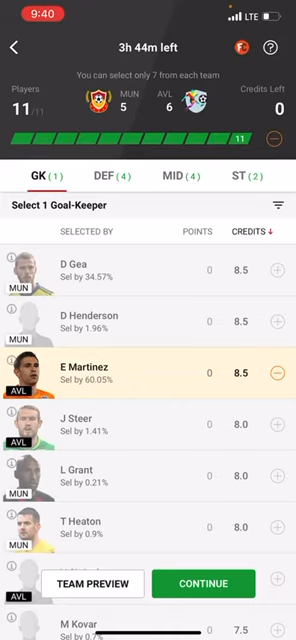 9:40
LTE
3h 44m left
F
?
You can select only 7 from each team
Players
11/11
MUN
5
AVL
6
Credits Left
0
11
GK (1)
DEF (4)
MID (4)
ST (2)
Select 1 Goal-Keeper
SELECTED BY
POINTS
CREDITS
D Gea
Sel by 34.57%
0
8.5
MUN
D Henderson
Sel by 1.96%
0
8.5
MUN
E Martinez
Sel by 60.05%
0
8.5
AVL
J Steer
Sel by 1.41%
0
8.0
AVL
L Grant
Sel by 0.21%
0
8.0
MUN
T Heaton
Sel by 0.9%
0
8.0
MUN
TEAM PREVIEW
CONTINUE
AVL
M Kovar
Sel by 0.7%
0
7.5